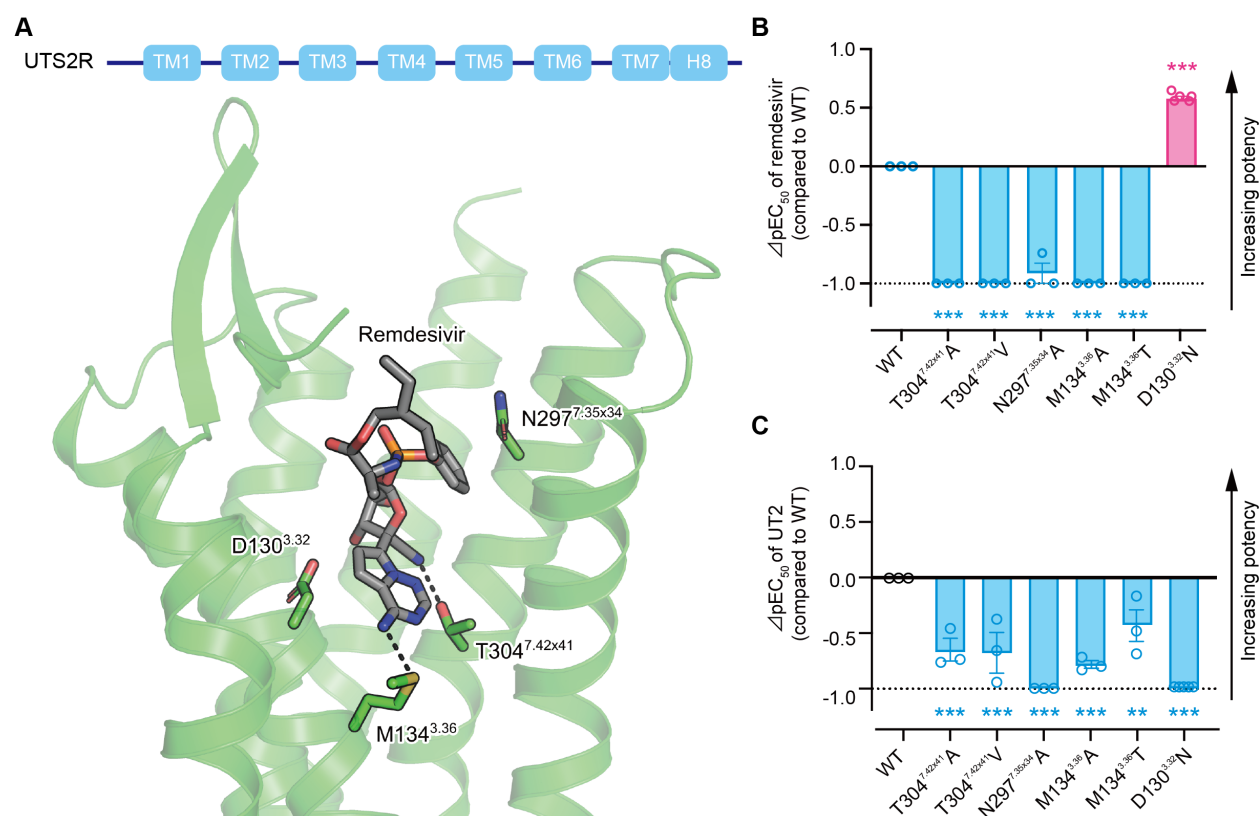 A
UTS2R TM1 TM2 TM3 TM4 TM5 TM6 TM7 H8
Remdesivir
N297^7.35x34
D130^3.32
T304^7.42x41
M134^3.36
B
⊿pEC50 of remdesivir
(compared to WT)
1.0
0.5
0.0
-0.5
-1.0
***
*** *** *** *** ***
WT T304^7.42x41A T304^7.42x41V N297^7.35x34A M134^3.36A M134^3.36T D130^3.32N
Increasing potency
C
⊿pEC50 of UT2
(compared to WT)
1.0
0.5
0.0
-0.5
-1.0
*** *** *** *** ** ***
WT T304^7.42x41A T304^7.42x41V N297^7.35x34A M134^3.36A M134^3.36T D130^3.32N
Increasing potency